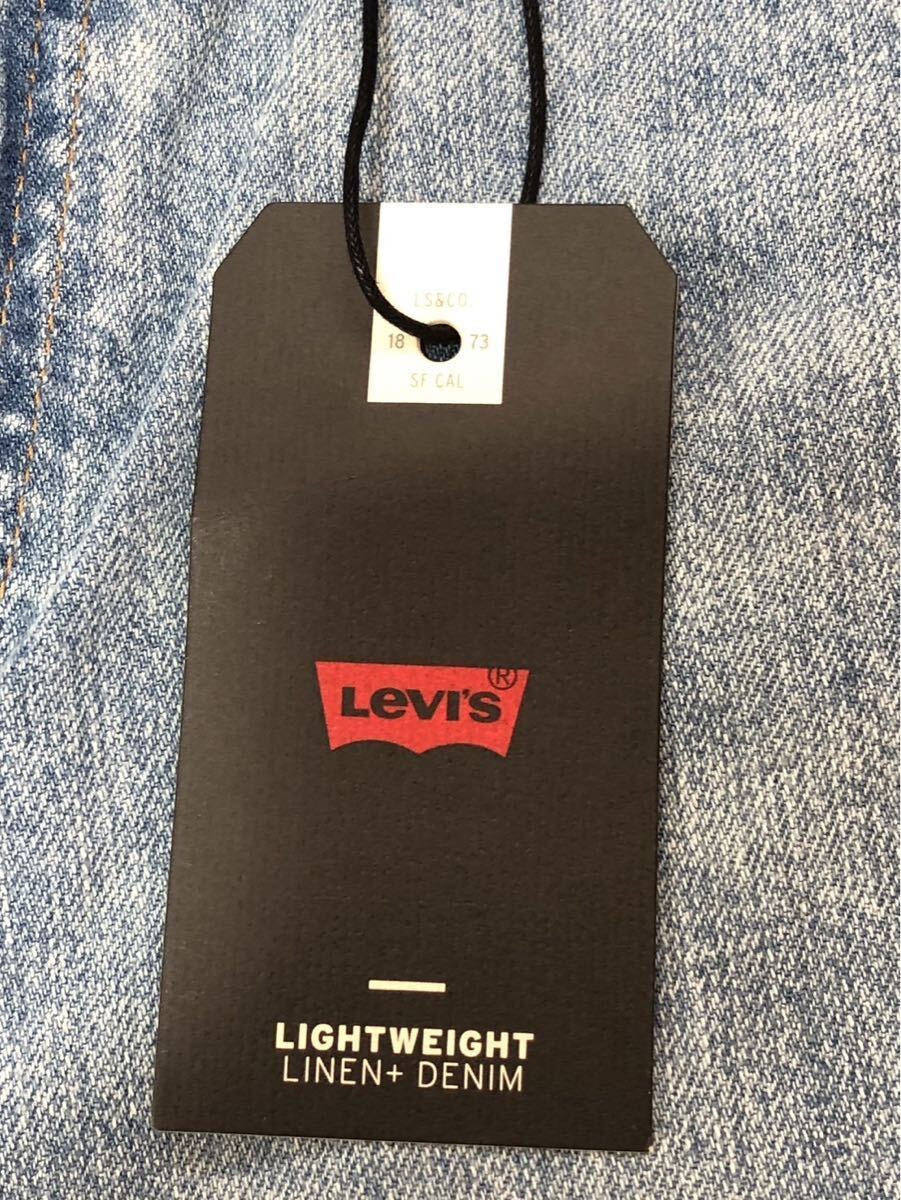 LS&CO.
18 73
SF CAL
Levi's®
LIGHTWEIGHT
LINEN+ DENIM